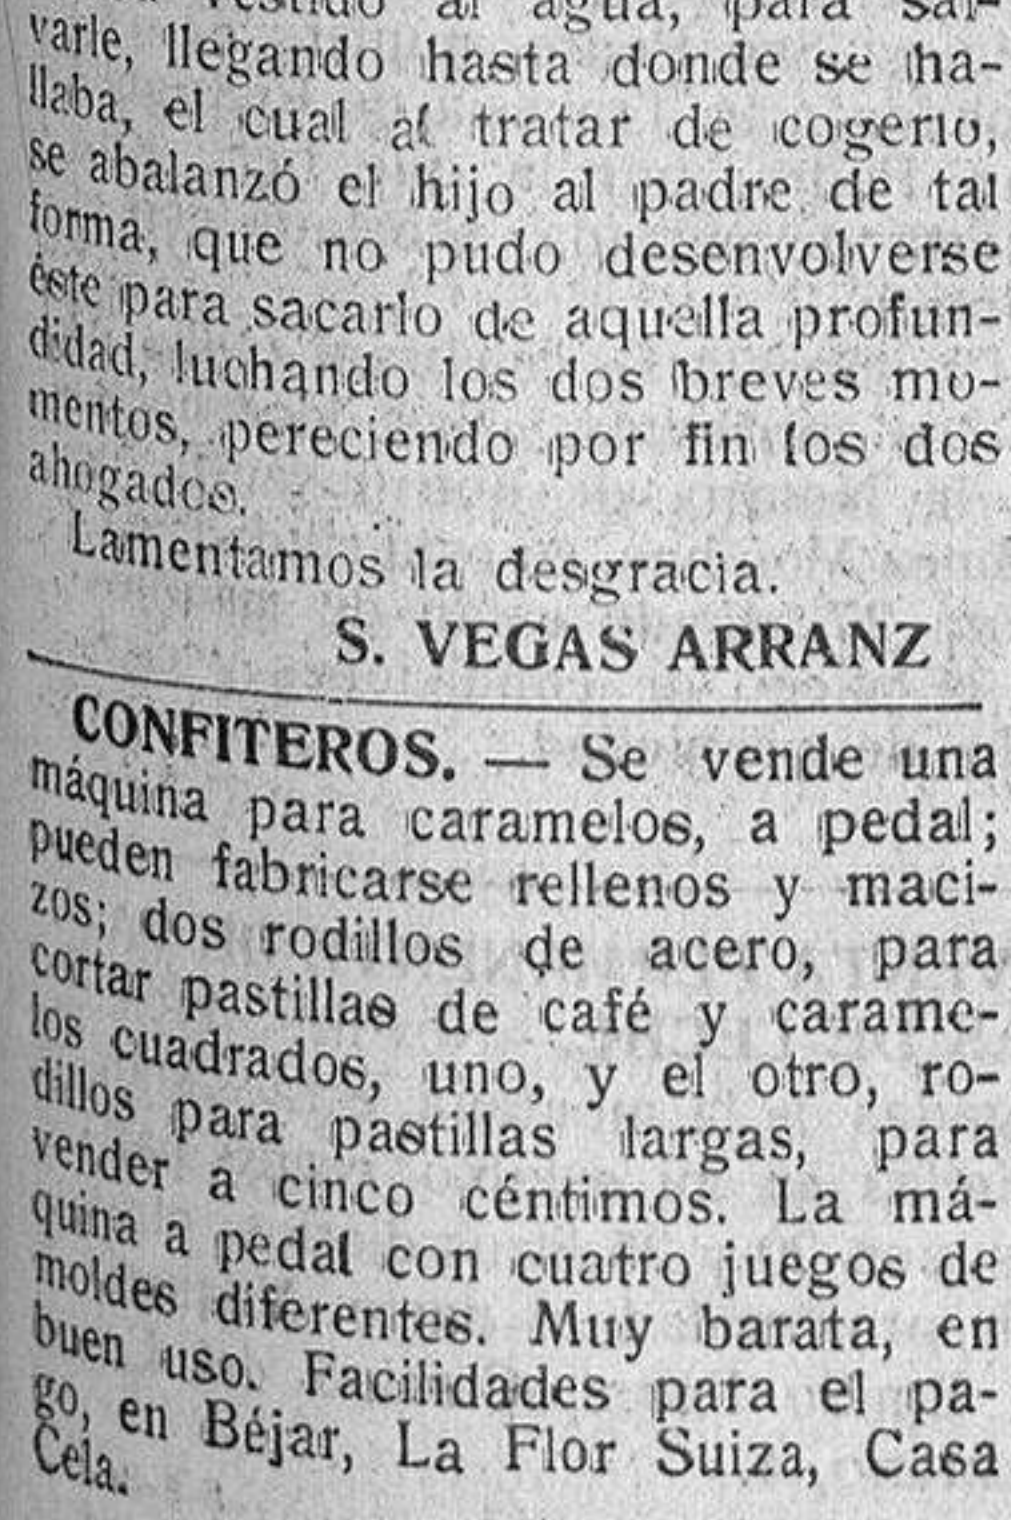 vestido al agua, para sal-
varle, llegando hasta donde se ha-
llaba, el cual al tratar de cogerlo,
se abalanzó el hijo al padre de tal
forma, que no pudo desenvolverse
éste para sacarlo de aquella profun-
didad, luchando los dos breves mo-
mentos, pereciendo por fin los dos
ahogados.
Lamentamos la desgracia.
S. VEGAS ARRANZ
CONFITEROS. — Se vende una
máquina para caramelos, a pedal;
pueden fabricarse rellenos y maci-
zos; dos rodillos de acero, para
cortar pastillas de café y carame-
los cuadrados, uno, y el otro, ro-
dillos para pastillas largas, para
vender a cinco céntimos. La má-
quina a pedal con cuatro juegos de
moldes diferentes. Muy barata, en
buen uso. Facilidades para el pa-
go, en Béjar, La Flor Suiza, Casa
Cela.